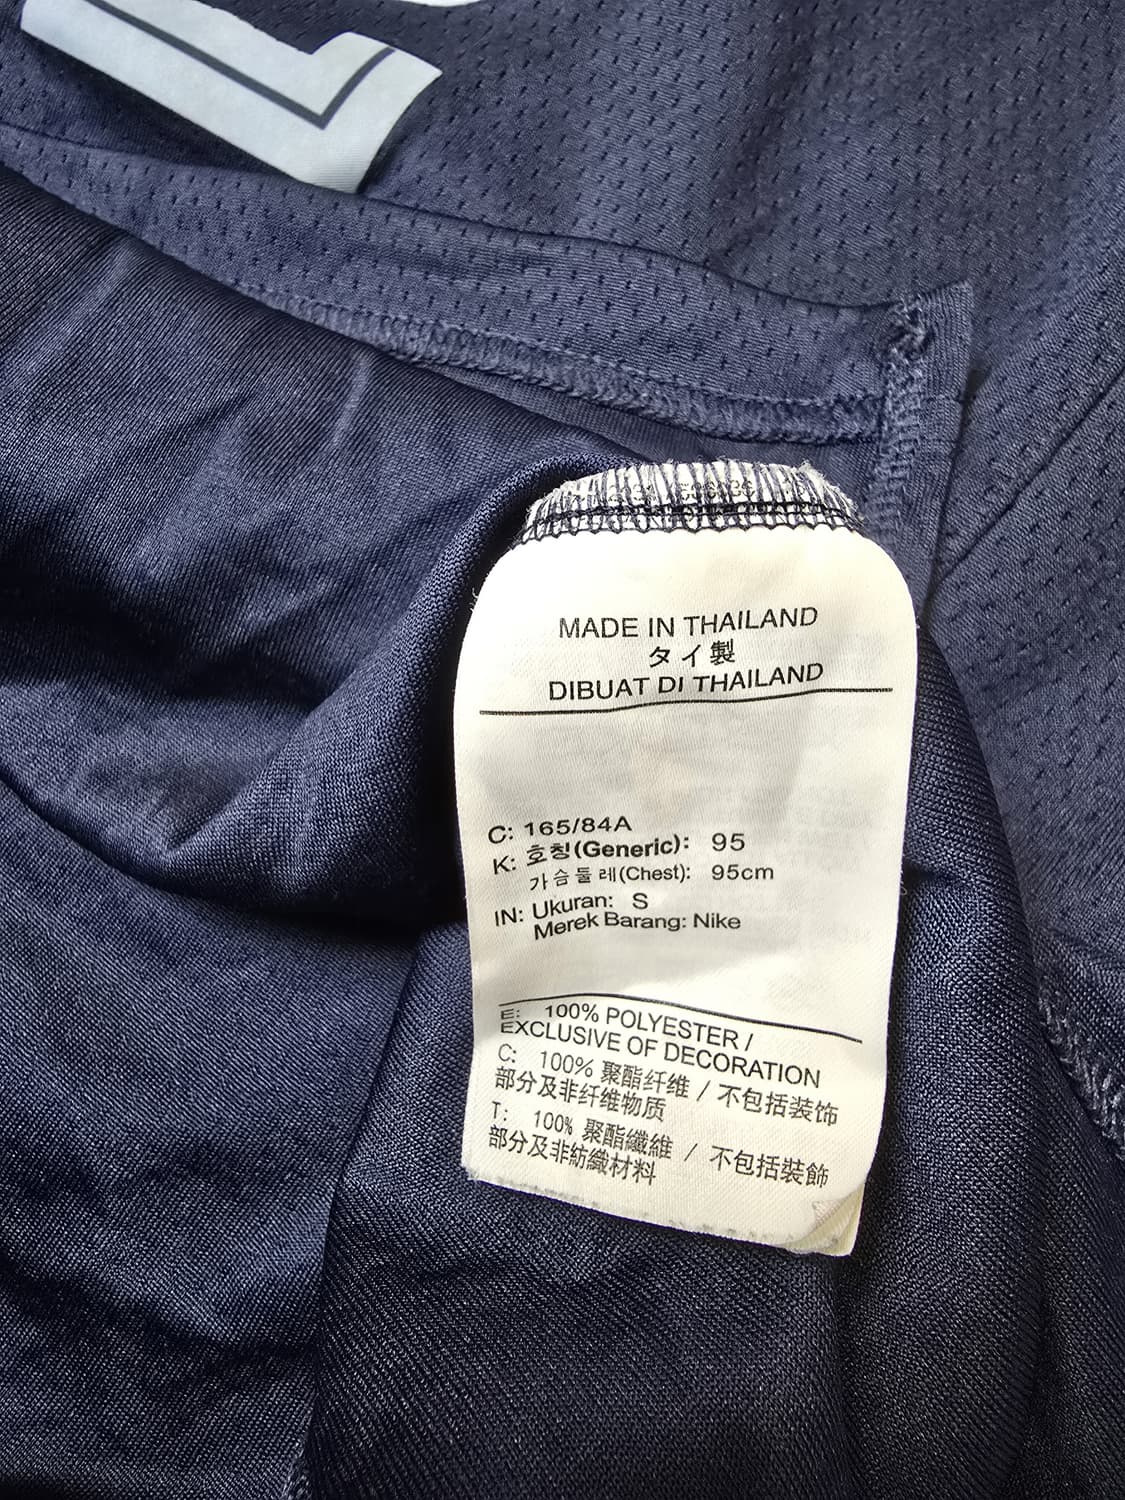 MADE IN THAILAND
タイ製
DIBUAT DI THAILAND
C: 165/84A
K: 호칭(Generic): 95
가슴둘레(Chest): 95cm
IN: Ukuran: S
Merek Barang: Nike
E: 100% POLYESTER /
EXCLUSIVE OF DECORATION
C: 100% 聚酯纤维 / 不包括装饰
部分及非纤维物质
T: 100% 聚酯纖維 / 不包括裝飾
部分及非紡織材料